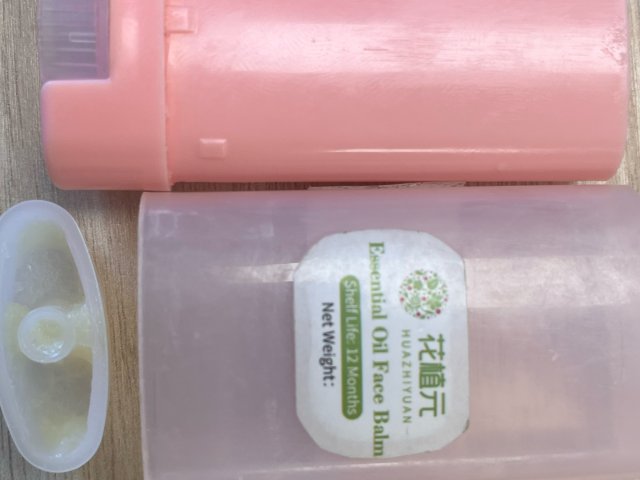 花植元
HUAZHIYUAN
Essential Oil Face Balm
Shelf Life: 12 Months
Net Weight: